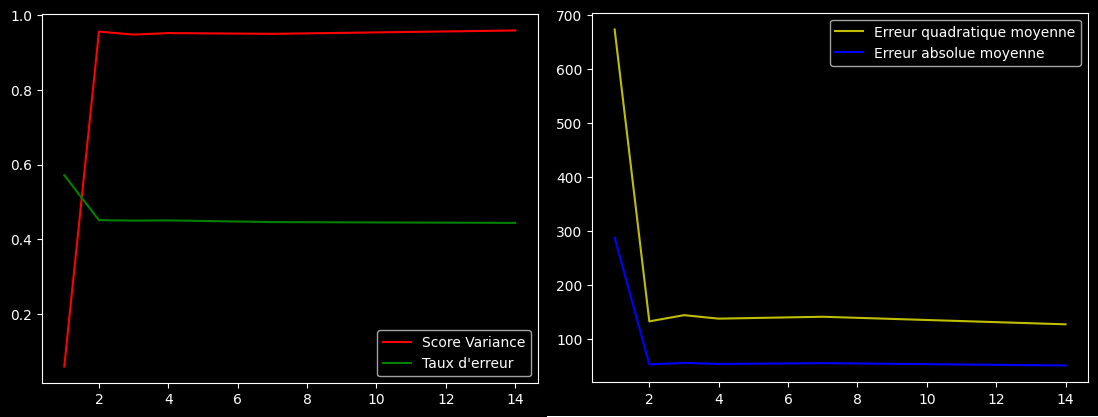 1.0
0.8
0.6
0.4
0.2
2 4 6 8 10 12 14
Score Variance
Taux d'erreur
700
600
500
400
300
200
100
2 4 6 8 10 12 14
Erreur quadratique moyenne
Erreur absolue moyenne